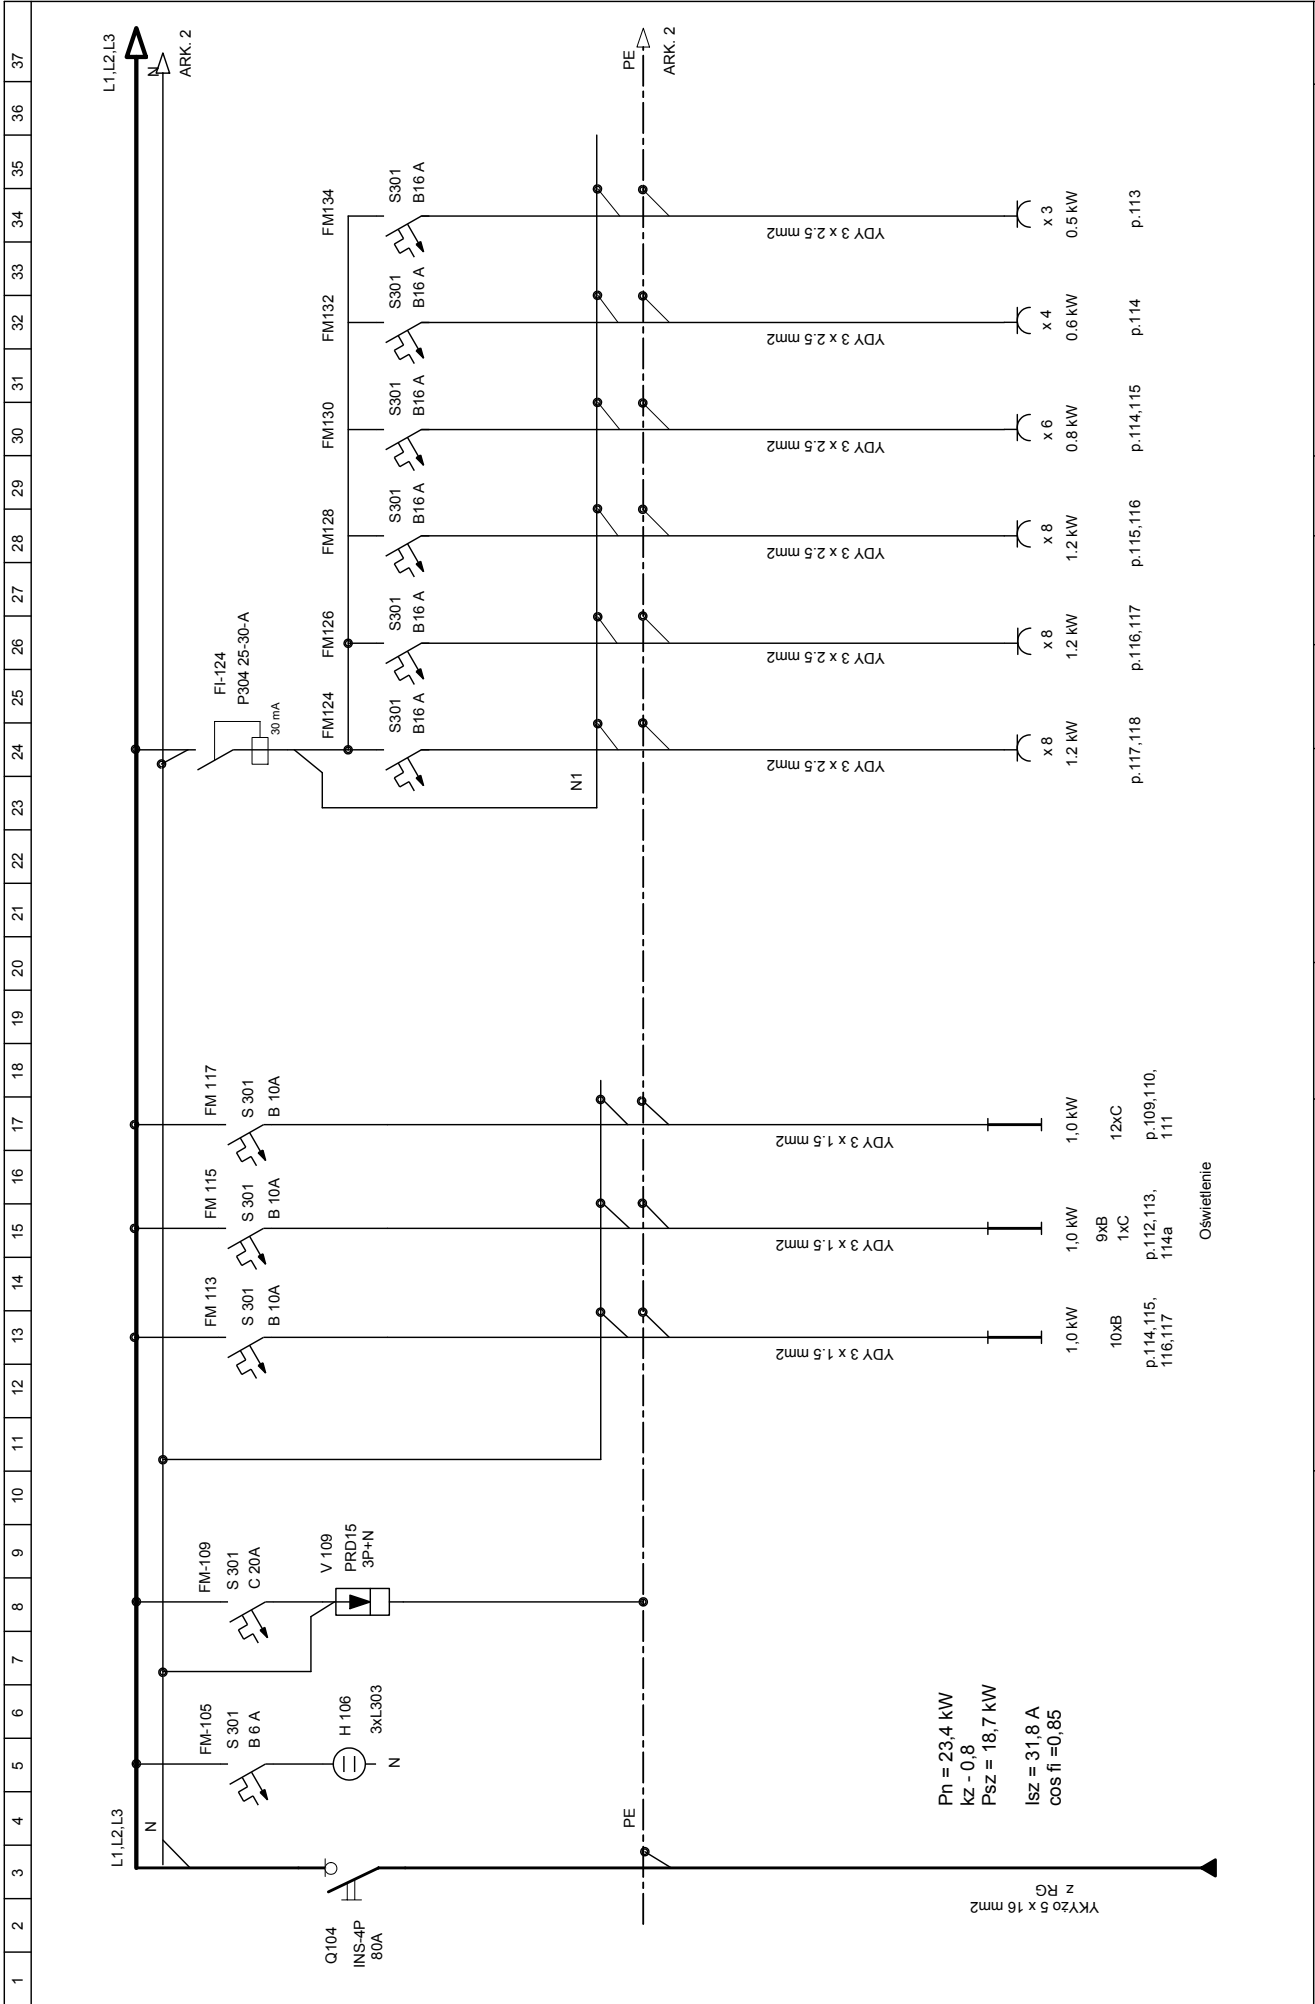 1
2
3
4
5
6
7
8
9
10
11
12
13
14
15
16
17
18
19
20
21
22
23
24
25
26
27
28
29
30
31
32
33
34
35
36
37
L1,L2,L3
N
L1,L2,L3
N
ARK. 2
Q104
INS-4P
80A
FM-105
S 301
B 6 A
H 106
3xL303
N
FM-109
S 301
C 20A
V 109
PRD15
3P+N
FM 113
S 301
B 10A
FM 115
S 301
B 10A
FM 117
S 301
B 10A
FI-124
P304 25-30-A
30 mA
FM124
S301
B16 A
FM126
S301
B16 A
FM128
S301
B16 A
FM130
S301
B16 A
FM132
S301
B16 A
FM134
S301
B16 A
N1
PE
PE
ARK. 2
YKYżo 5 x 16 mm2
z RG
YDY 3 x 1.5 mm2
YDY 3 x 1.5 mm2
YDY 3 x 1.5 mm2
YDY 3 x 2.5 mm2
YDY 3 x 2.5 mm2
YDY 3 x 2.5 mm2
YDY 3 x 2.5 mm2
YDY 3 x 2.5 mm2
YDY 3 x 2.5 mm2
Pn = 23,4 kW
kz - 0,8
Psz = 18,7 kW
Isz = 31,8 A
cos fi =0,85
1,0 kW
10xB
p.114,115,
116,117
1,0 kW
9xB
1xC
p.112,113,
114a
1,0 kW
12xC
p.109,110,
111
Oświetlenie
x 8
1.2 kW
p.117,118
x 8
1.2 kW
p.116,117
x 8
1.2 kW
p.115,116
x 6
0.8 kW
p.114,115
x 4
0.6 kW
p.114
x 3
0.5 kW
p.113